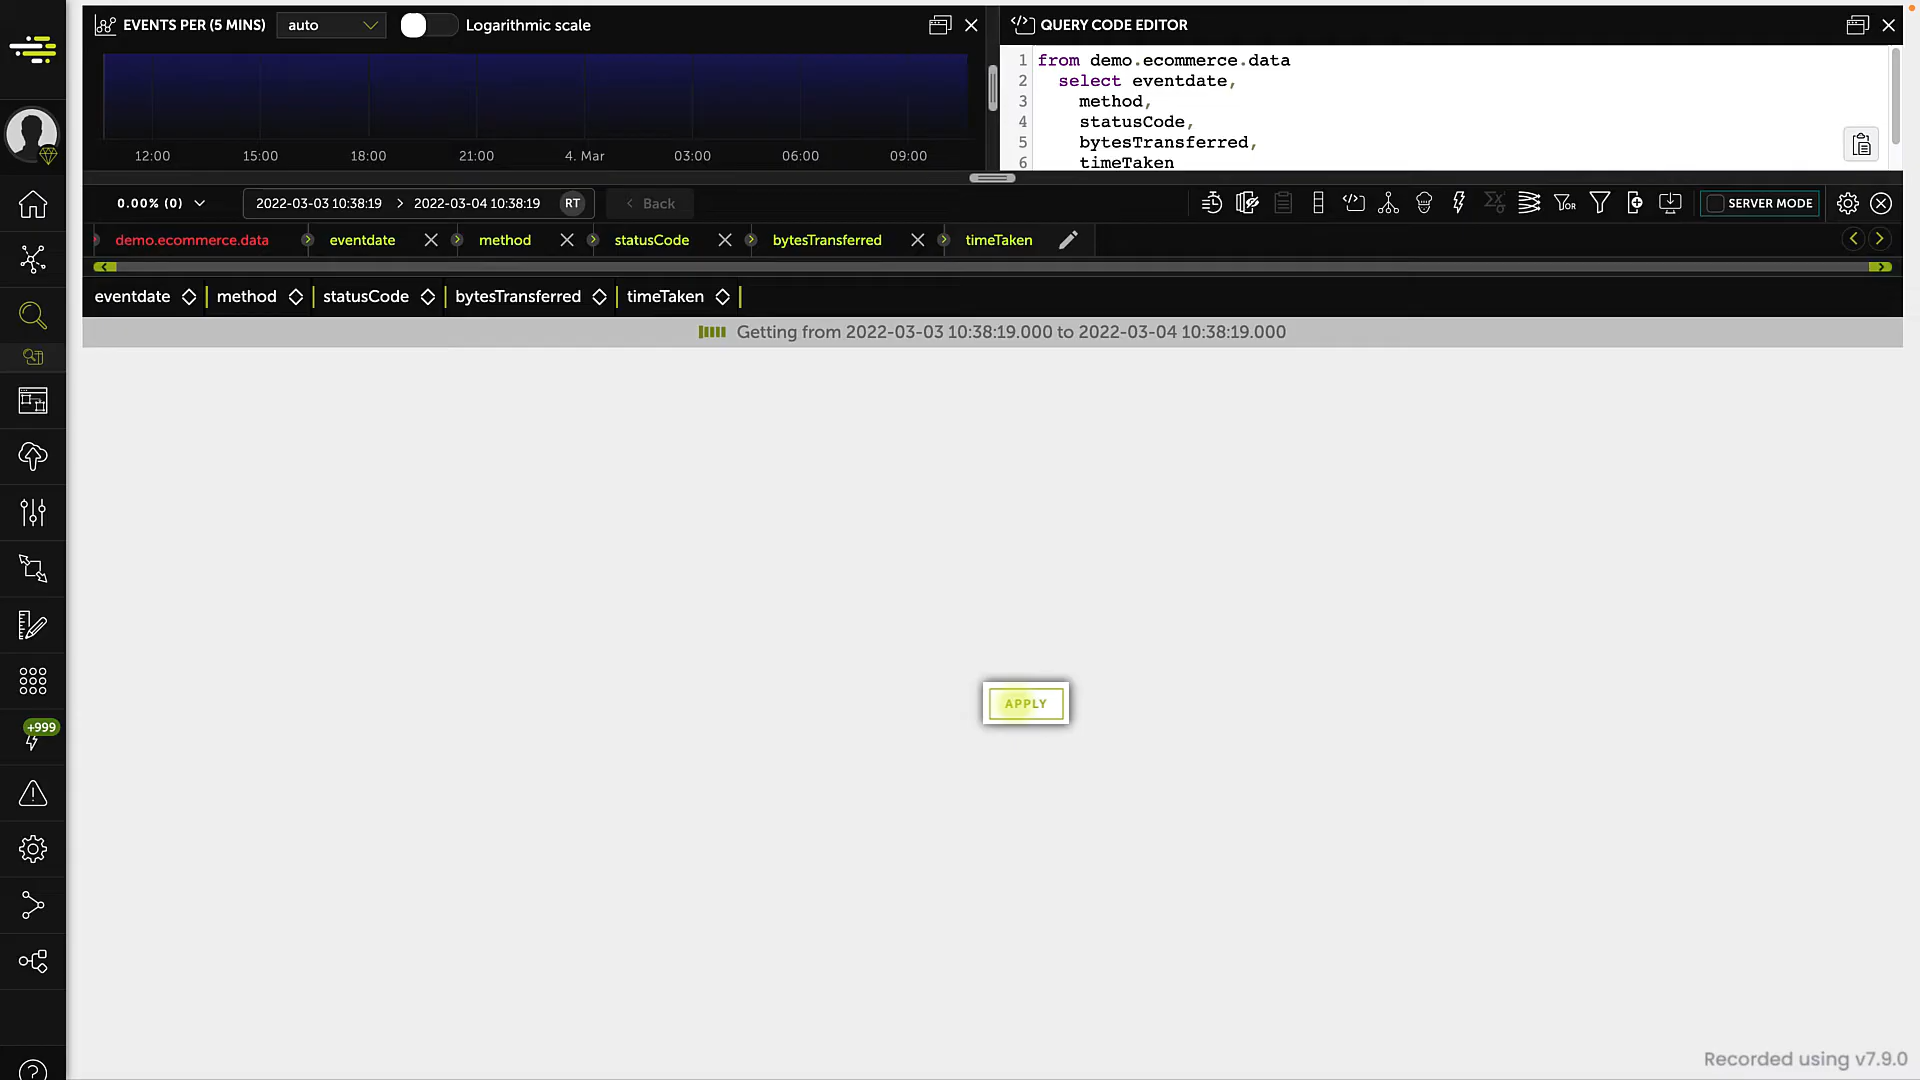 EVENTS PER (5 MINS)
auto
Logarithmic scale
12:00
15:00
18:00
21:00
4. Mar
03:00
06:00
09:00
QUERY CODE EDITOR
1 from demo.ecommerce.data
2 select eventdate,
3 method,
4 statusCode,
5 bytesTransferred,
6 timeTaken
0.00% (0)
2022-03-03 10:38:19 > 2022-03-04 10:38:19 RT
Back
SERVER MODE
demo.ecommerce.data
eventdate
method
statusCode
bytesTransferred
timeTaken
eventdate
method
statusCode
bytesTransferred
timeTaken
Getting from 2022-03-03 10:38:19.000 to 2022-03-04 10:38:19.000
APPLY
+999
Recorded using v7.9.0